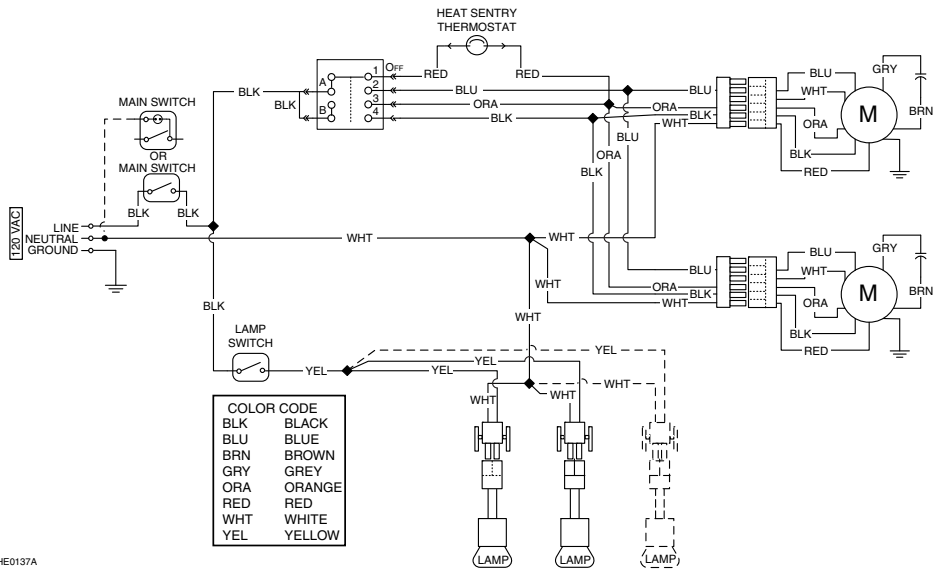 HEAT SENTRY
THERMOSTAT
RED RED
A B
1 OFF
2
3
4
BLK
BLK
BLU
ORA
BLK
BLU
ORA
BLK
WHT
BLU
ORA
BLK
BLU
WHT
ORA
BLK
RED
GRY
M
BRN
MAIN SWITCH
OR
MAIN SWITCH
BLK BLK
120 VAC
LINE
NEUTRAL
GROUND
WHT
WHT
WHT
WHT
BLU
ORA
BLK
WHT
BLU
WHT
ORA
BLK
RED
GRY
M
BRN
BLK
LAMP
SWITCH
YEL
YEL
YEL
YEL
WHT
WHT
WHT
LAMP
LAMP
LAMP
COLOR CODE
BLK BLACK
BLU BLUE
BRN BROWN
GRY GREY
ORA ORANGE
RED RED
WHT WHITE
YEL YELLOW
HE0137A